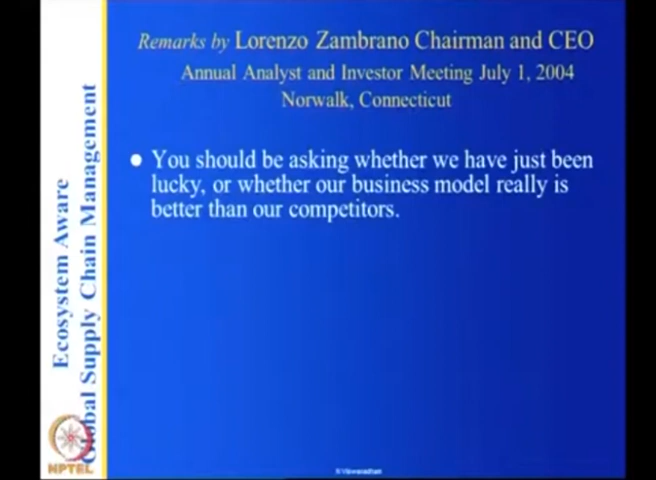 Remarks by Lorenzo Zambrano Chairman and CEO
Annual Analyst and Investor Meeting July 1, 2004
Norwalk, Connecticut
● You should be asking whether we have just been
lucky, or whether our business model really is
better than our competitors.
Ecosystem Aware
Global Supply Chain Management
NPTEL
N Viswanadham